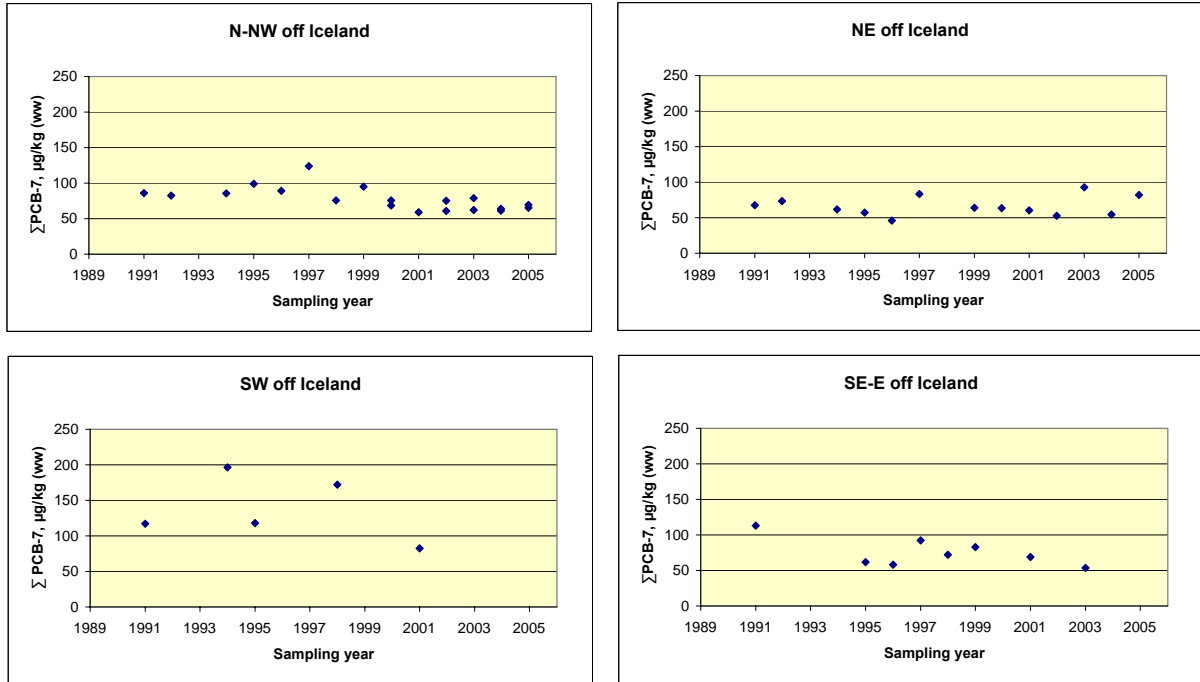 N-NW off Iceland
∑PCB-7, µg/kg (ww)
250
200
150
100
50
0
1989 1991 1993 1995 1997 1999 2001 2003 2005
Sampling year
NE off Iceland
∑PCB-7, µg/kg (ww)
250
200
150
100
50
0
1989 1991 1993 1995 1997 1999 2001 2003 2005
Sampling year
SW off Iceland
∑ PCB-7, µg/kg (ww)
250
200
150
100
50
0
1989 1991 1993 1995 1997 1999 2001 2003 2005
Sampling year
SE-E off Iceland
∑PCB-7, µg/kg (ww)
250
200
150
100
50
0
1989 1991 1993 1995 1997 1999 2001 2003 2005
Sampling year